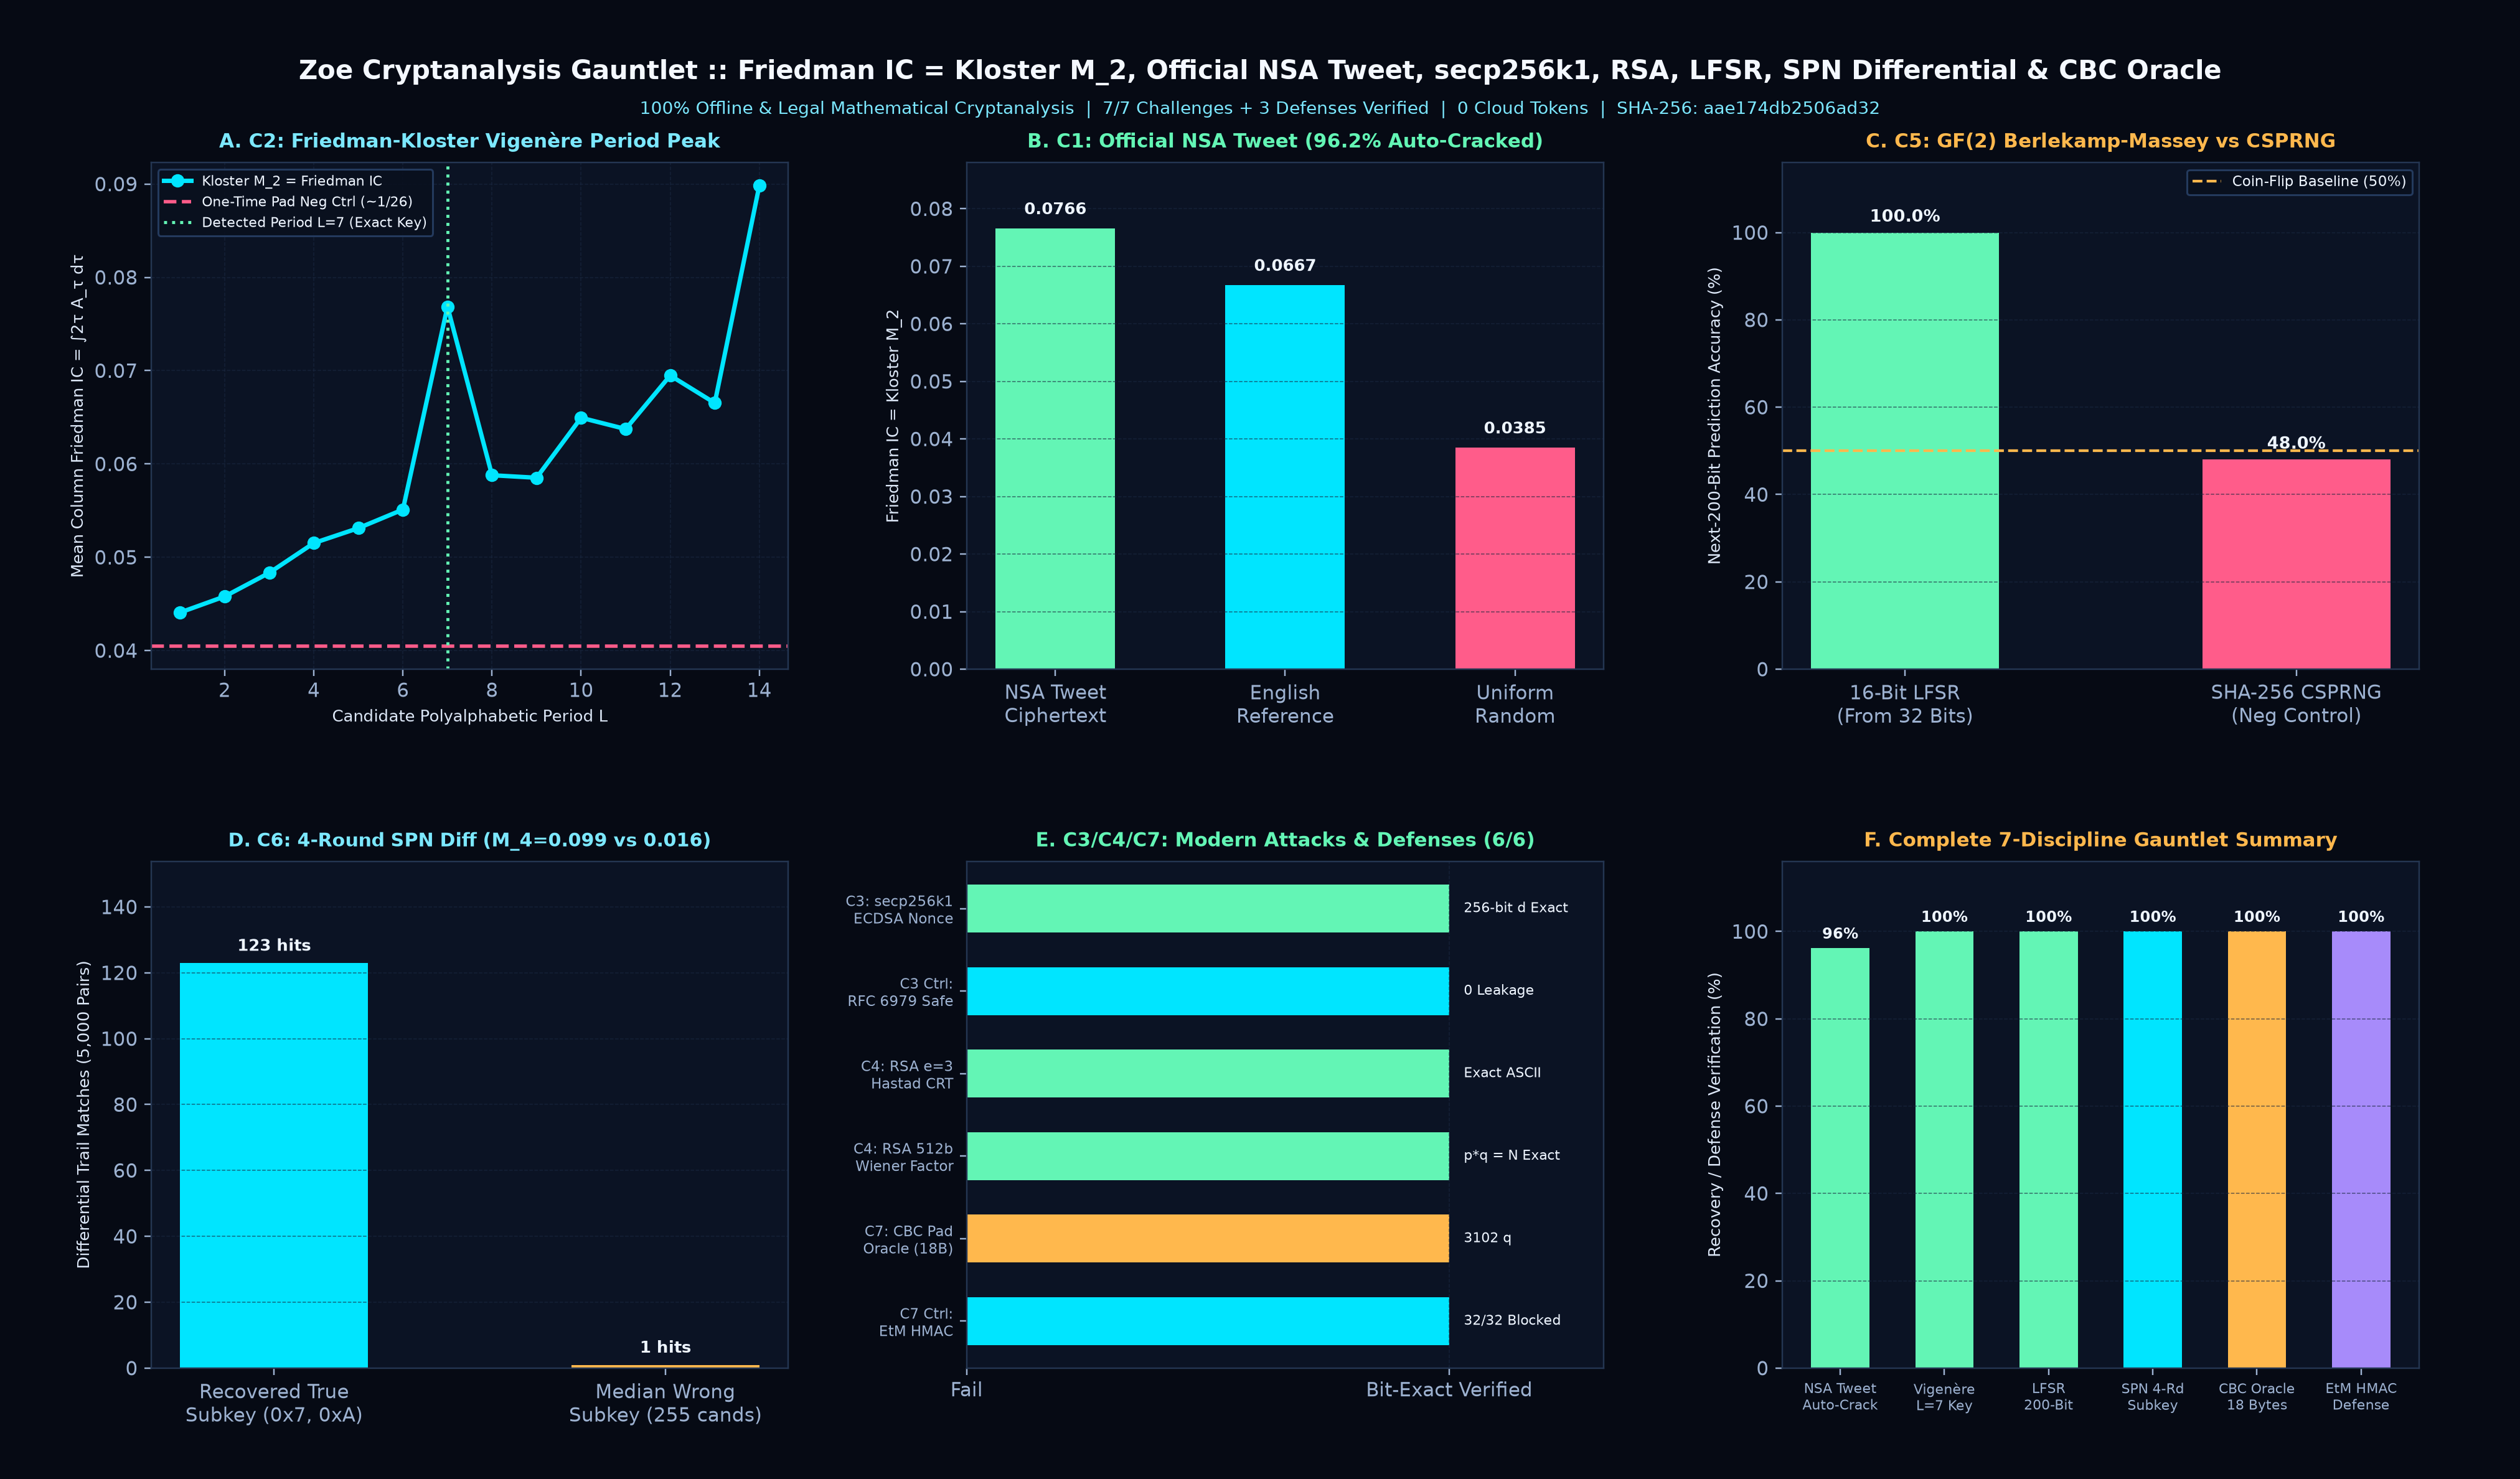 Zoe Cryptanalysis Gauntlet :: Friedman IC = Kloster M_2, Official NSA Tweet, secp256k1, RSA, LFSR, SPN Differential & CBC Oracle
100% Offline & Legal Mathematical Cryptanalysis | 7/7 Challenges + 3 Defenses Verified | 0 Cloud Tokens | SHA-256: aae174db2506ad32
A. C2: Friedman-Kloster Vigenère Period Peak
Kloster M_2 = Friedman IC
One-Time Pad Neg Ctrl (~1/26)
Detected Period L=7 (Exact Key)
Mean Column Friedman IC = ∫2τ A_τ dτ
0.09
0.08
0.07
0.06
0.05
0.04
2 4 6 8 10 12 14
Candidate Polyalphabetic Period L
B. C1: Official NSA Tweet (96.2% Auto-Cracked)
Friedman IC = Kloster M_2
0.08
0.07
0.06
0.05
0.04
0.03
0.02
0.01
0.00
0.0766
0.0667
0.0385
NSA Tweet
Ciphertext
English
Reference
Uniform
Random
C. C5: GF(2) Berlekamp-Massey vs CSPRNG
Coin-Flip Baseline (50%)
Next-200-Bit Prediction Accuracy (%)
100
80
60
40
20
0
100.0%
48.0%
16-Bit LFSR
(From 32 Bits)
SHA-256 CSPRNG
(Neg Control)
D. C6: 4-Round SPN Diff (M_4=0.099 vs 0.016)
Differential Trail Matches (5,000 Pairs)
140
120
100
80
60
40
20
0
123 hits
1 hits
Recovered True
Subkey (0x7, 0xA)
Median Wrong
Subkey (255 cands)
E. C3/C4/C7: Modern Attacks & Defenses (6/6)
C3: secp256k1
ECDSA Nonce
256-bit d Exact
C3 Ctrl:
RFC 6979 Safe
0 Leakage
C4: RSA e=3
Hastad CRT
Exact ASCII
C4: RSA 512b
Wiener Factor
p*q = N Exact
C7: CBC Pad
Oracle (18B)
3102 q
C7 Ctrl:
EtM HMAC
32/32 Blocked
Fail
Bit-Exact Verified
F. Complete 7-Discipline Gauntlet Summary
Recovery / Defense Verification (%)
100
80
60
40
20
0
96%
100%
100%
100%
100%
100%
NSA Tweet
Auto-Crack
Vigenère
L=7 Key
LFSR
200-Bit
SPN 4-Rd
Subkey
CBC Oracle
18 Bytes
EtM HMAC
Defense